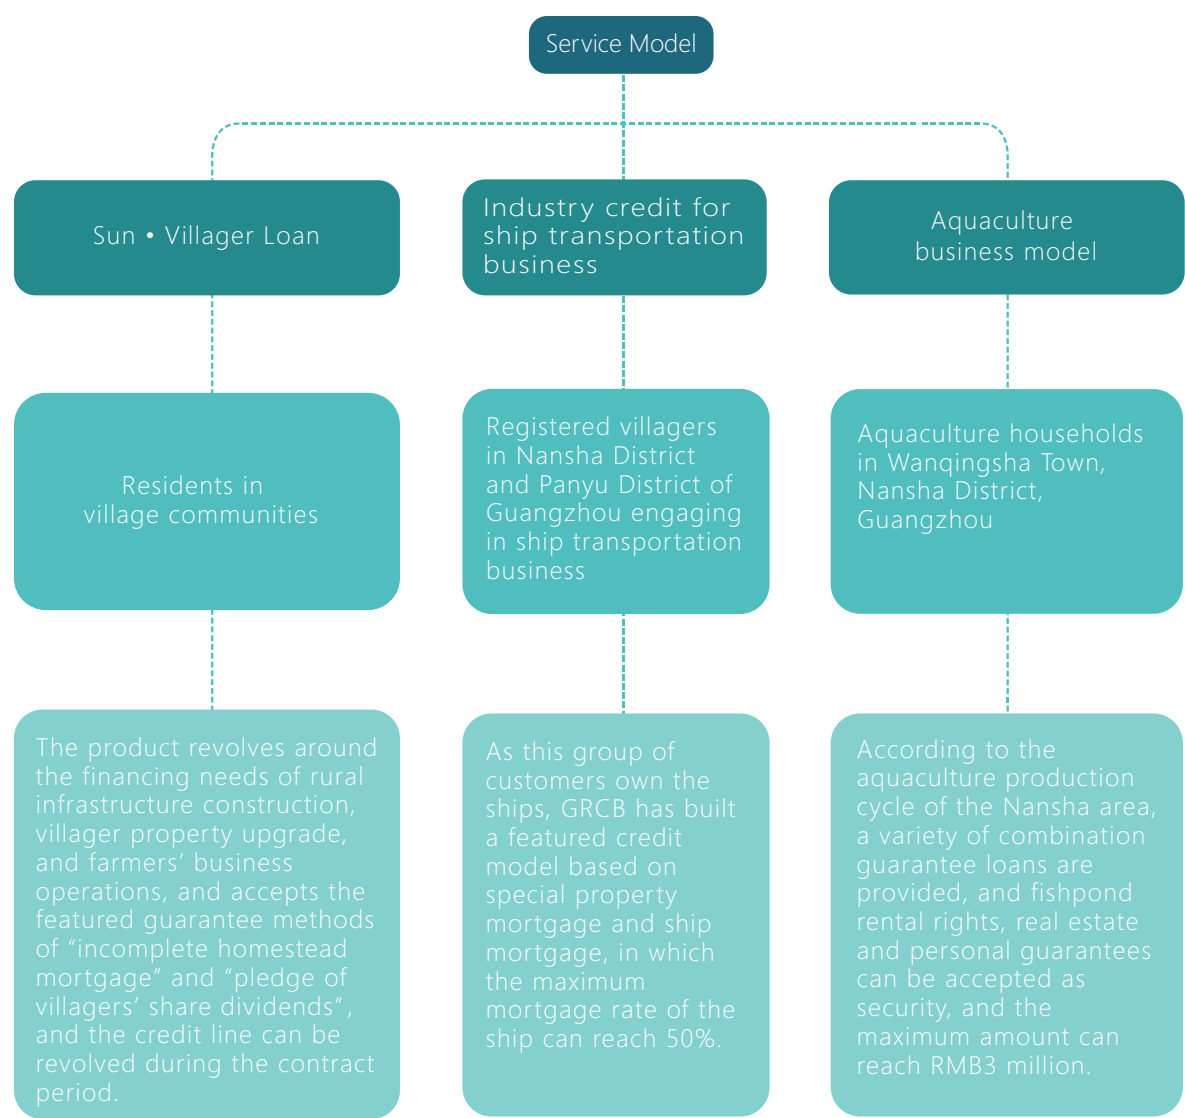 Service Model
Sun • Villager Loan
Industry credit for
ship transportation
business
Aquaculture
business model
Residents in
village communities
Registered villagers
in Nansha District
and Panyu District of
Guangzhou engaging
in ship transportation
business
Aquaculture households
in Wanqingsha Town,
Nansha District,
Guangzhou
The product revolves around
the financing needs of rural
infrastructure construction,
villager property upgrade,
and farmers’ business
operations, and accepts the
featured guarantee methods
of “incomplete homestead
mortgage” and “pledge of
villagers’ share dividends”,
and the credit line can be
revolved during the contract
period.
As this group of
customers own the
ships, GRCB has built
a featured credit
model based on
special property
mortgage and ship
mortgage, in which
the maximum
mortgage rate of the
ship can reach 50%.
According to the
aquaculture production
cycle of the Nansha area,
a variety of combination
guarantee loans are
provided, and fishpond
rental rights, real estate
and personal guarantees
can be accepted as
security, and the
maximum amount can
reach RMB3 million.